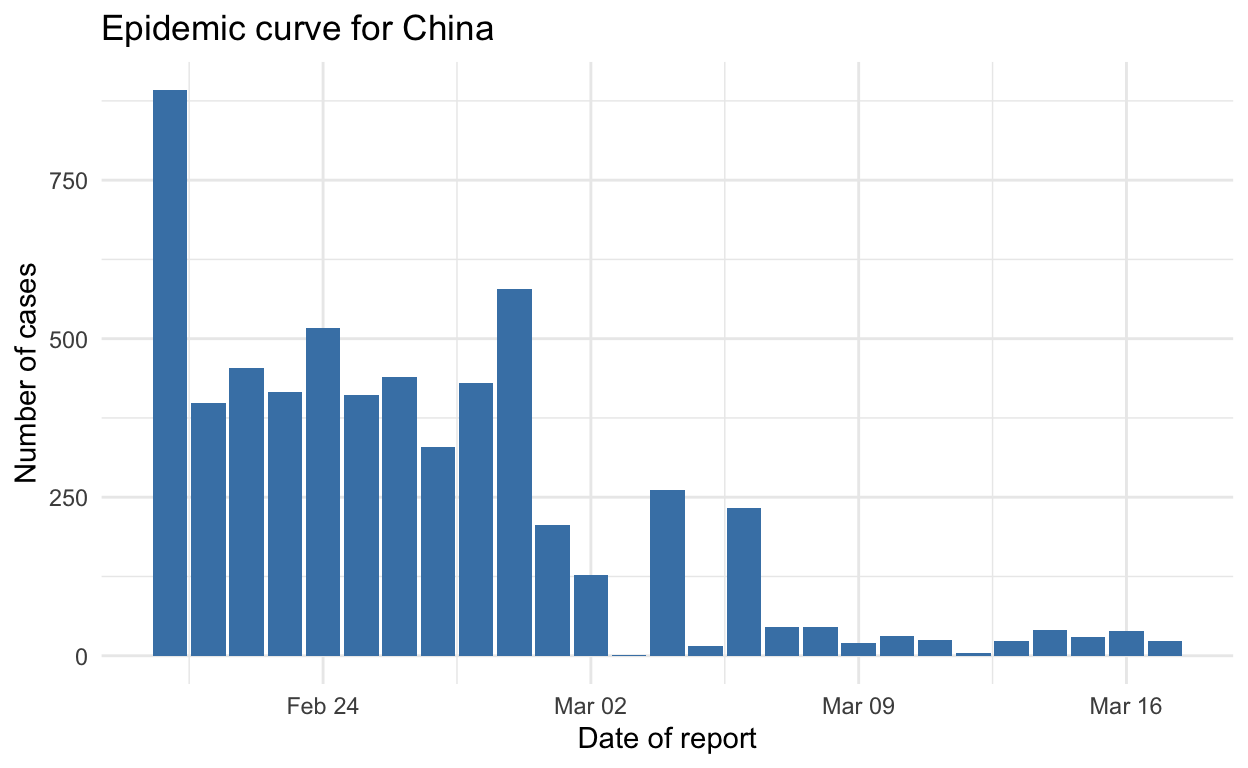 Epidemic curve for China
Number of cases
750
500
250
0
Feb 24 Mar 02 Mar 09 Mar 16
Date of report